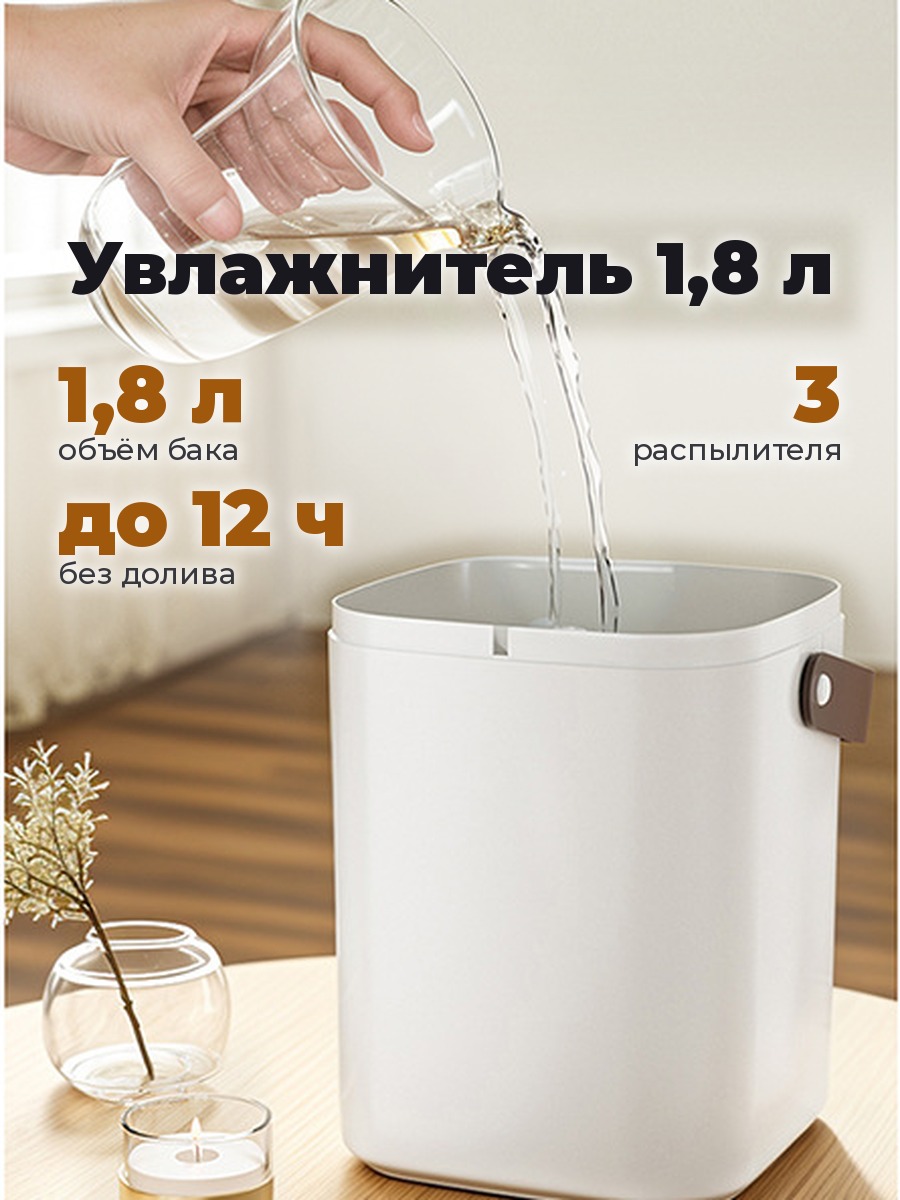 Увлажнитель 1,8 л
1,8 л
объём бака
3
распылителя
до 12 ч
без долива